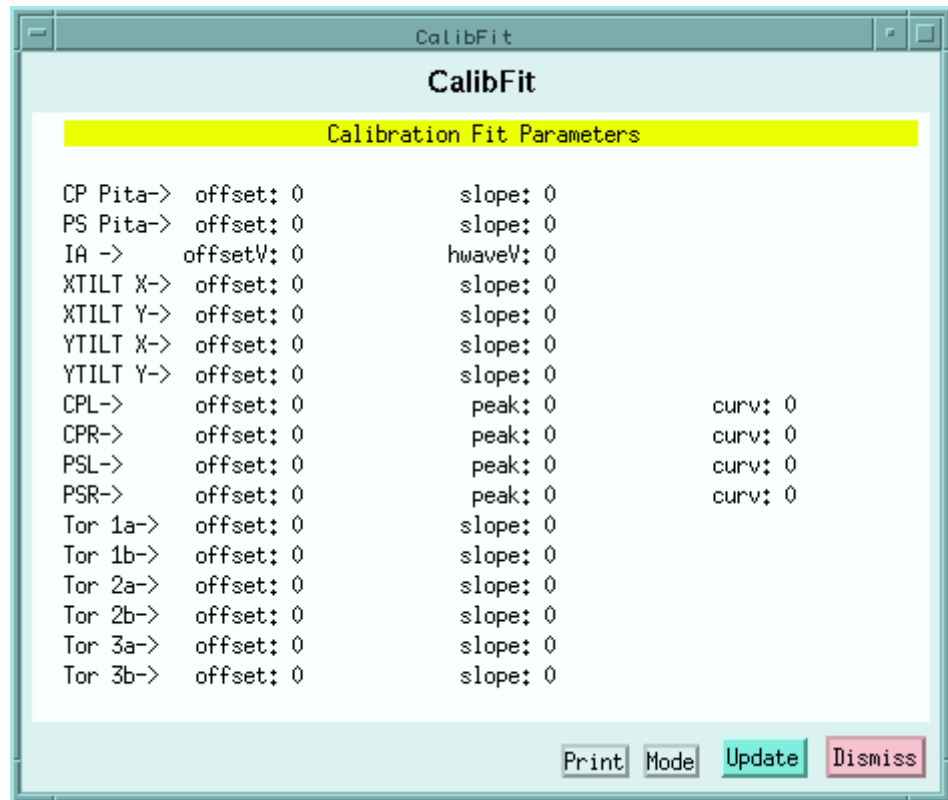 CalibFit
CalibFit
Calibration Fit Parameters
CP Pita-> offset: 0 slope: 0
PS Pita-> offset: 0 slope: 0
IA -> offsetV: 0 hwaveV: 0
XTILT X-> offset: 0 slope: 0
XTILT Y-> offset: 0 slope: 0
YTILT X-> offset: 0 slope: 0
YTILT Y-> offset: 0 slope: 0
CPL-> offset: 0 peak: 0 curv: 0
CPR-> offset: 0 peak: 0 curv: 0
PSL-> offset: 0 peak: 0 curv: 0
PSR-> offset: 0 peak: 0 curv: 0
Tor 1a-> offset: 0 slope: 0
Tor 1b-> offset: 0 slope: 0
Tor 2a-> offset: 0 slope: 0
Tor 2b-> offset: 0 slope: 0
Tor 3a-> offset: 0 slope: 0
Tor 3b-> offset: 0 slope: 0
Print Mode Update Dismiss